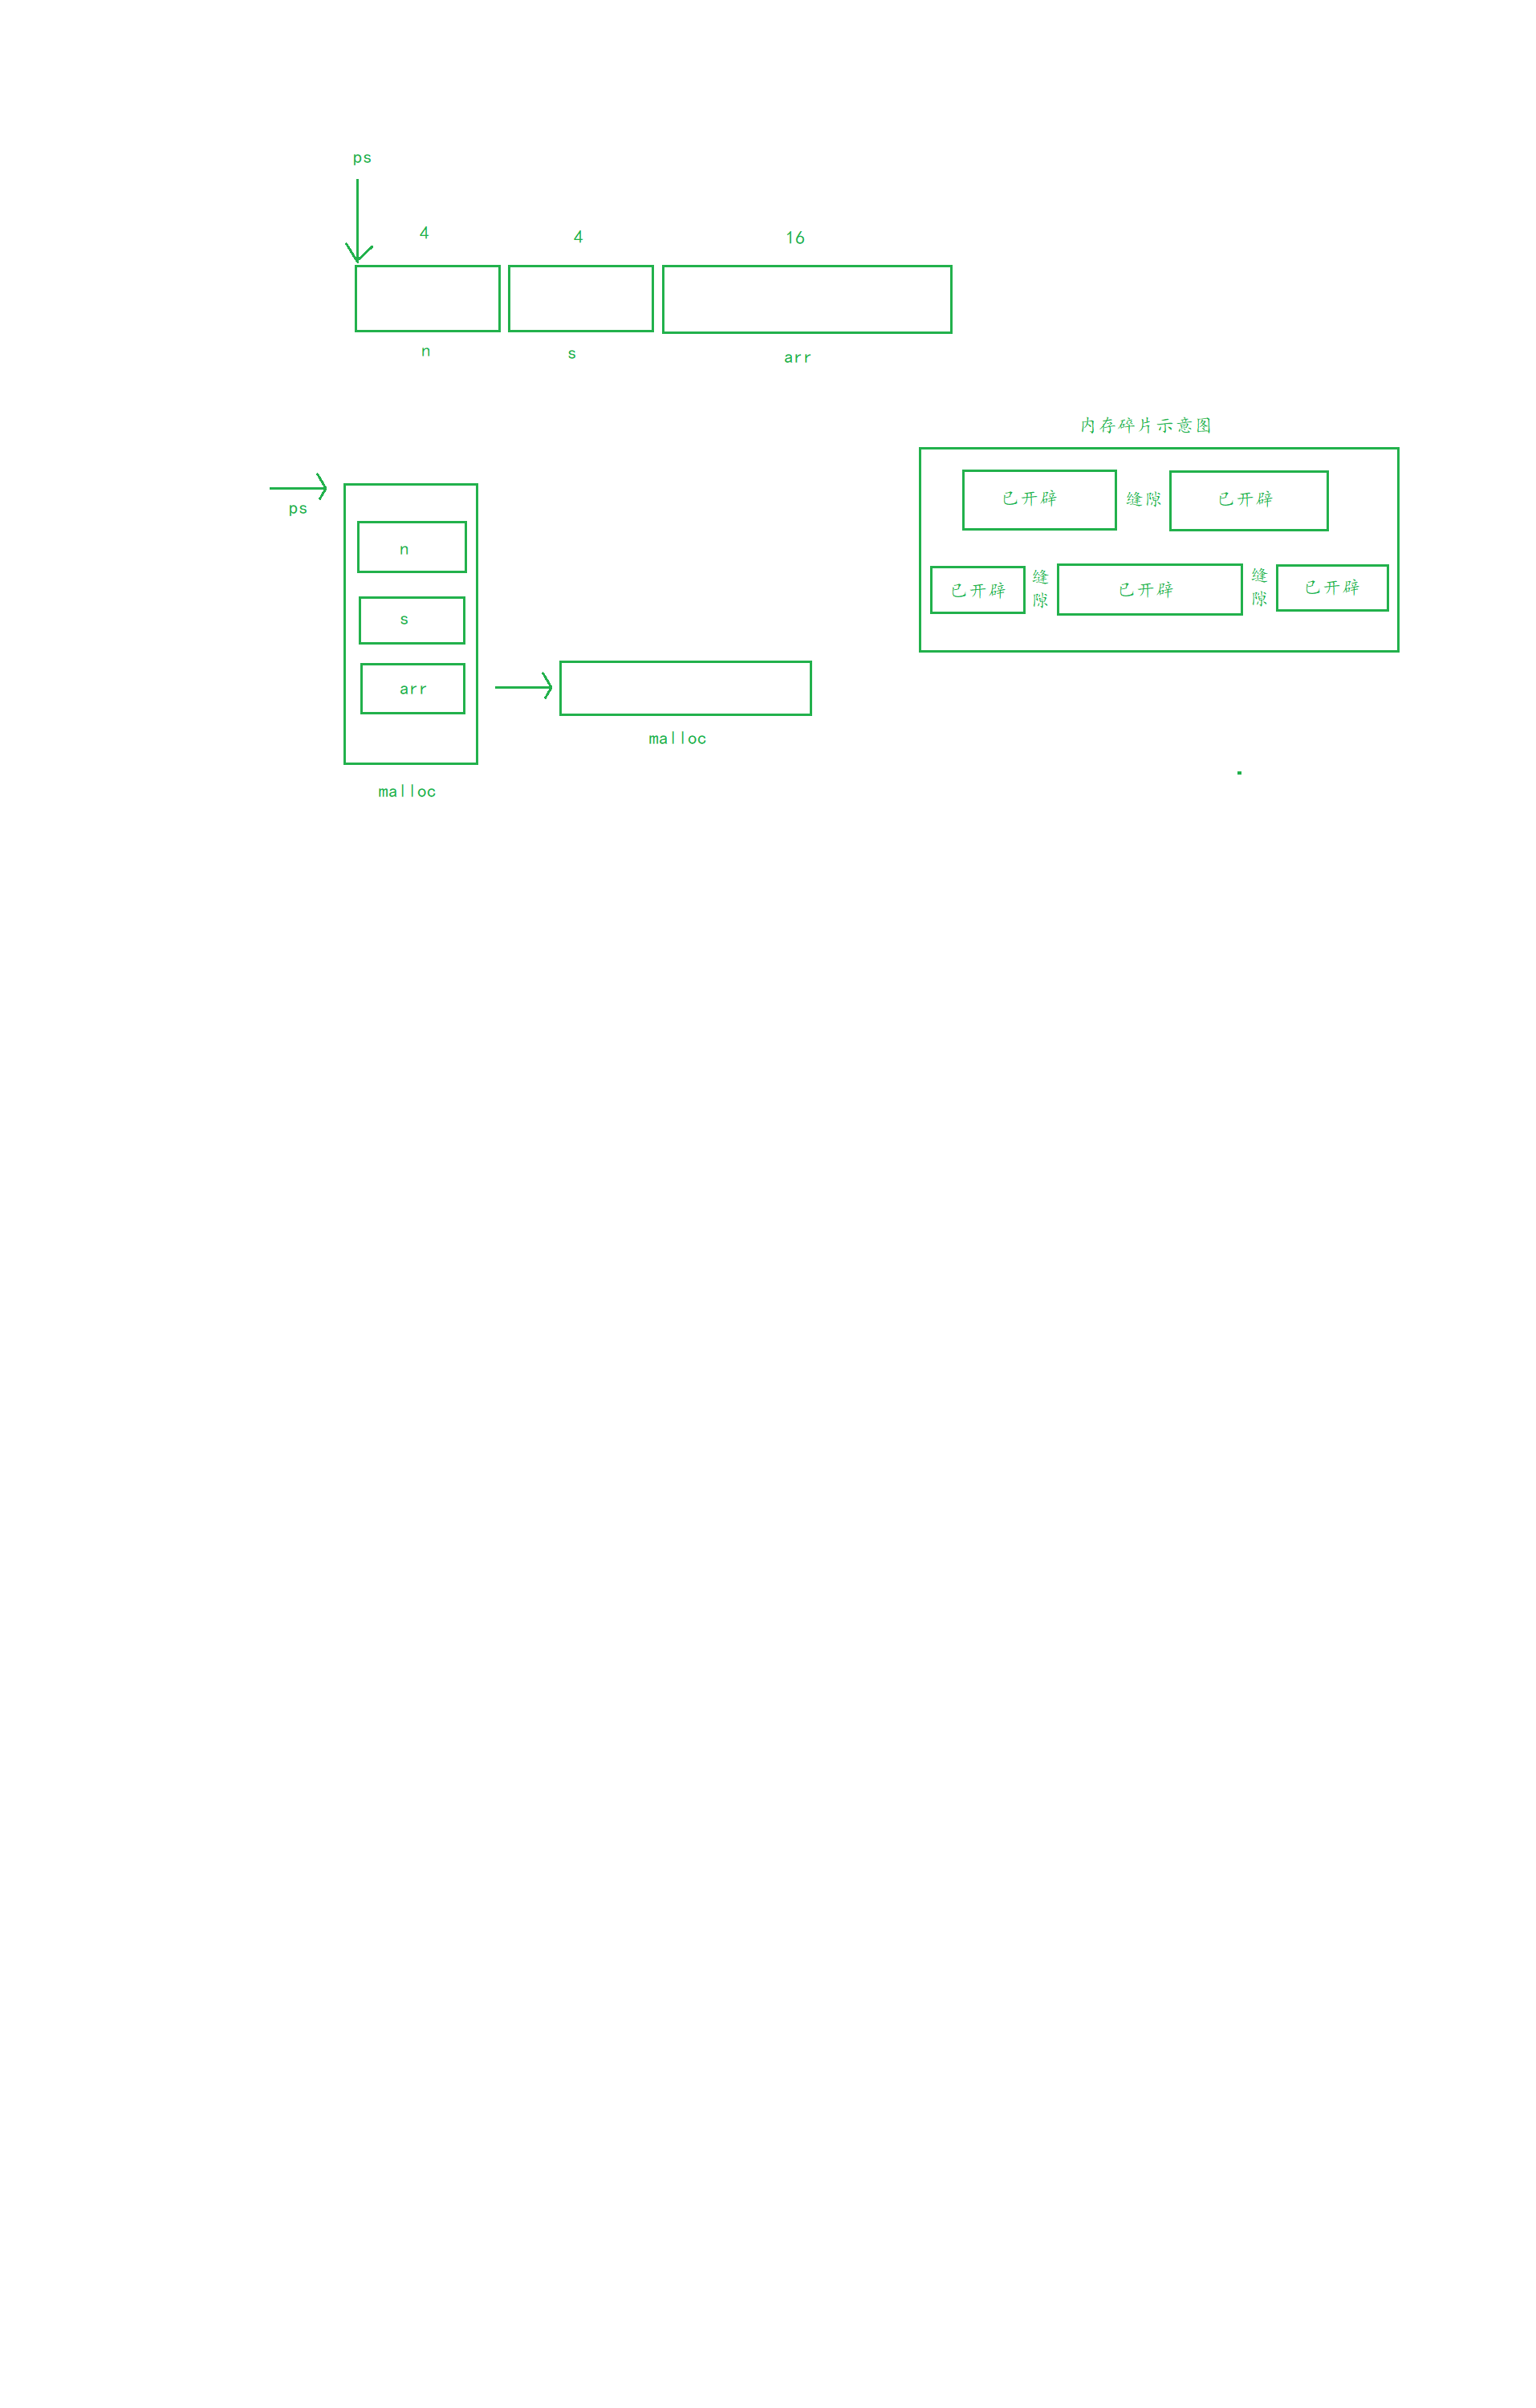 ps
4 4 16
n s arr
内存碎片示意图
已开辟 缝隙 已开辟
ps
n
已开辟 缝隙 已开辟 缝隙 已开辟
s
arr
malloc
malloc